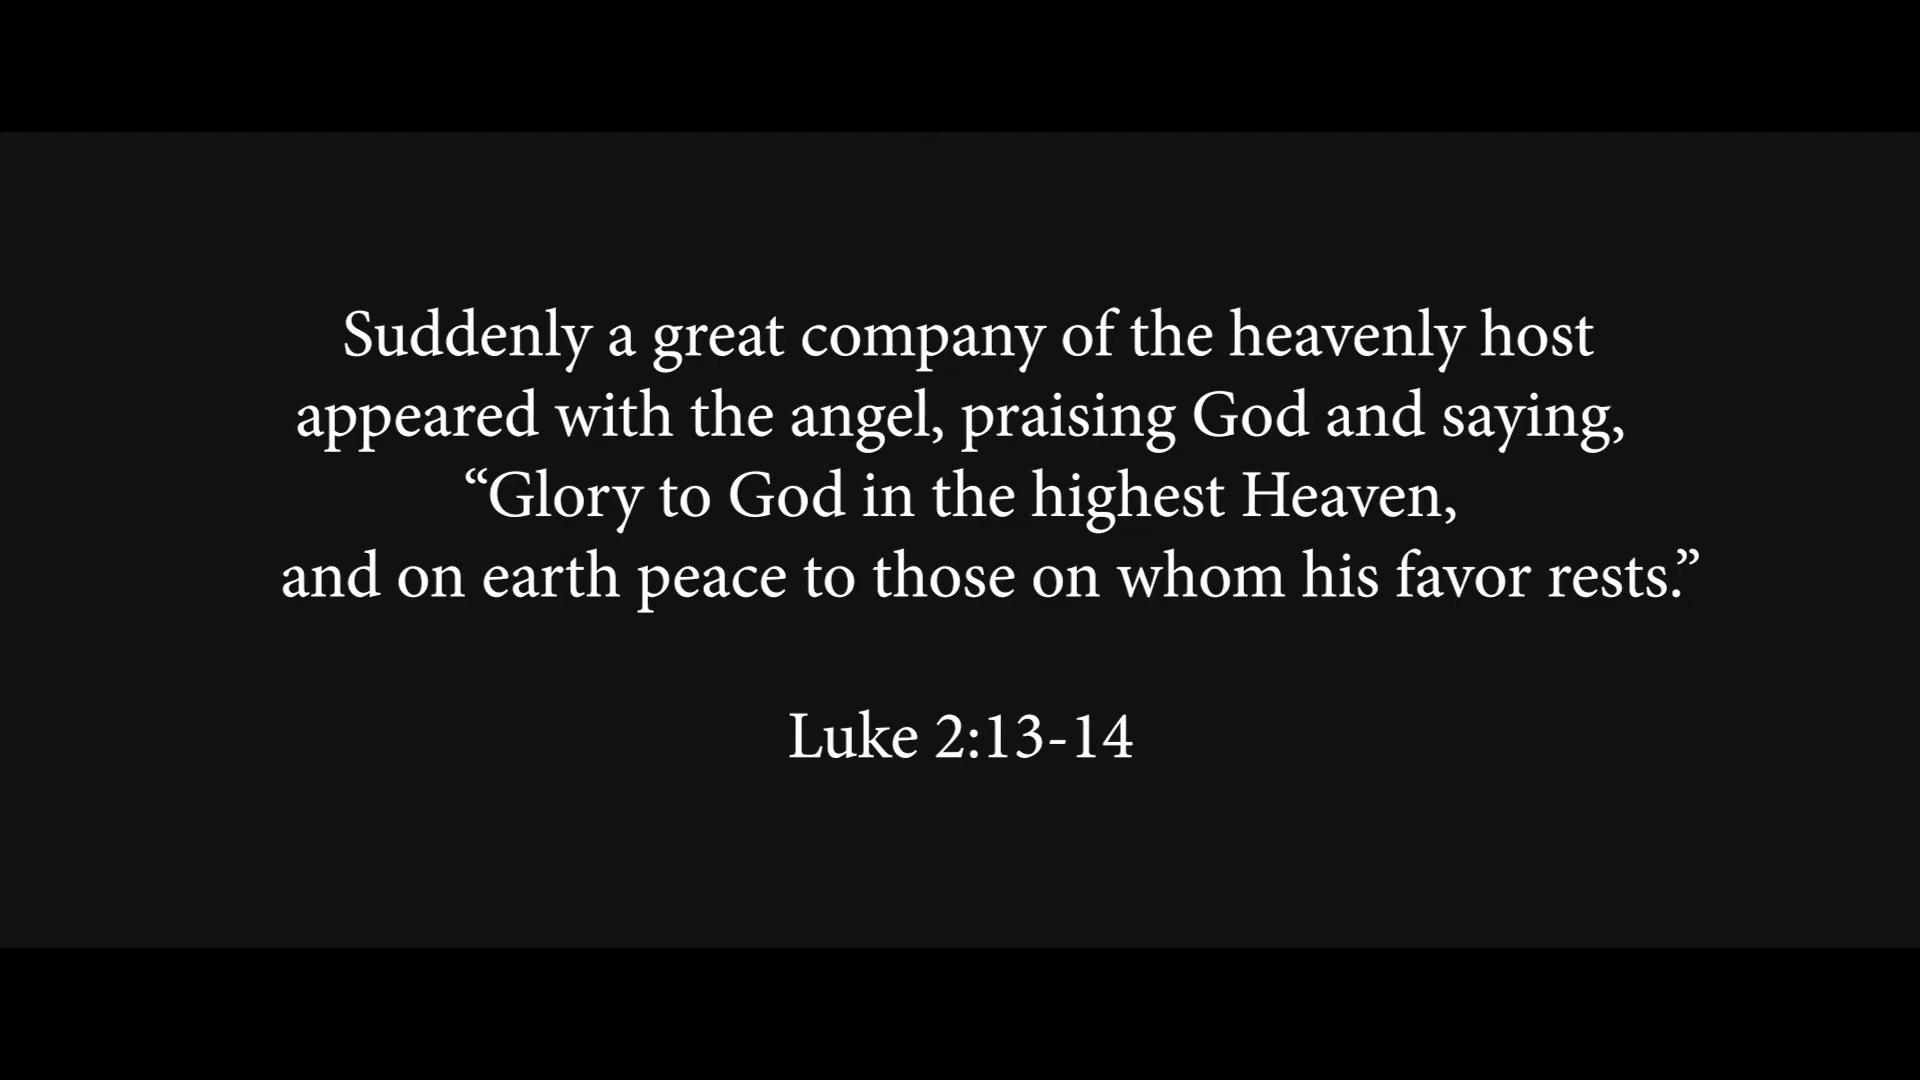 Suddenly a great company of the heavenly host
appeared with the angel, praising God and saying,
“Glory to God in the highest Heaven,
and on earth peace to those on whom his favor rests.”
Luke 2:13-14